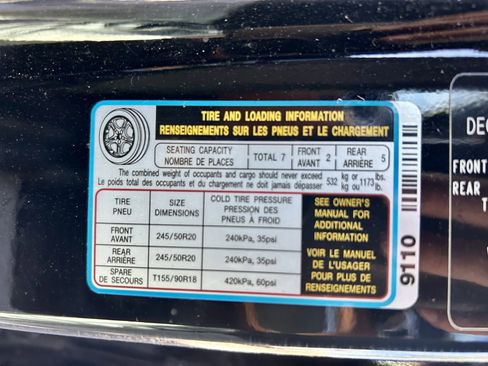 TIRE AND LOADING INFORMATION
RENSEIGNEMENTS SUR LES PNEUS ET LE CHARGEMENT
SEATING CAPACITY
NOMBRE DE PLACES
TOTAL 7
FRONT
AVANT
2
REAR
ARRIÈRE
5
The combined weight of occupants and cargo should never exceed 532 kg or 1173 lbs.
Le poids total des occupants et du chargement ne doit jamais dépasser kg ou lb.
TIRE
PNEU
SIZE
DIMENSIONS
COLD TIRE PRESSURE
PRESSION DES
PNEUS À FROID
FRONT
AVANT
245/50R20
240kPa, 35psi
REAR
ARRIÈRE
245/50R20
240kPa, 35psi
SPARE
DE SECOURS
T155/90R18
420kPa, 60psi
SEE OWNER'S
MANUAL FOR
ADDITIONAL
INFORMATION
VOIR LE MANUEL
DE L'USAGER
POUR PLUS DE
RENSEIGNEMENTS
9110
DEC
FRONT
REAR
T